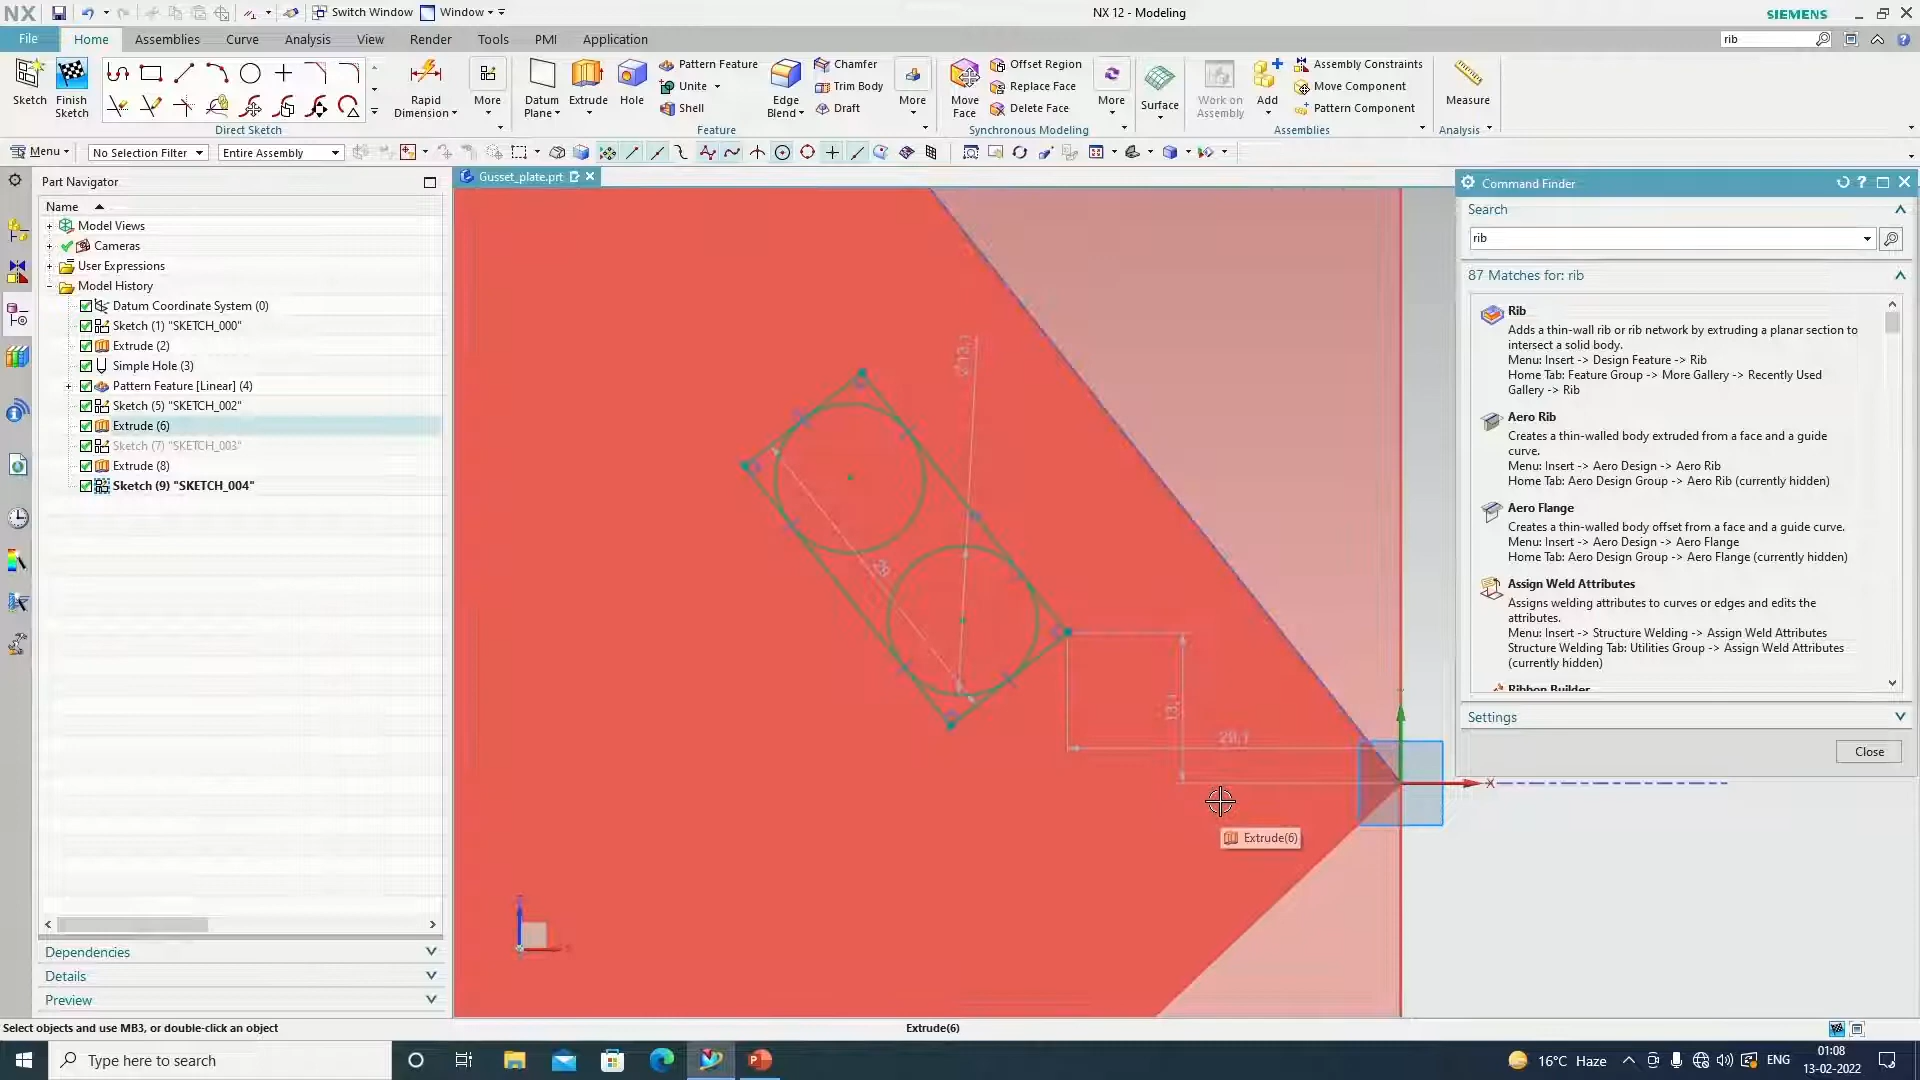 NX
Switch Window
Window
NX 12 - Modeling
SIEMENS
File
Home
Assemblies
Curve
Analysis
View
Render
Tools
PMI
Application
rib
Sketch
Finish Sketch
Rapid Dimension
More
Datum Plane
Extrude
Hole
Pattern Feature
Unite
Shell
Edge Blend
Chamfer
Trim Body
Draft
More
Move Face
Offset Region
Replace Face
Delete Face
More
Surface
Work on Assembly
Add
Assembly Constraints
Move Component
Pattern Component
Measure
Direct Sketch
Feature
Synchronous Modeling
Assemblies
Analysis
Menu
No Selection Filter
Entire Assembly
Part Navigator
Name
Model Views
Cameras
User Expressions
Model History
Datum Coordinate System (0)
Sketch (1) "SKETCH_000"
Extrude (2)
Simple Hole (3)
Pattern Feature [Linear] (4)
Sketch (5) "SKETCH_002"
Extrude (6)
Sketch (7) "SKETCH_003"
Extrude (8)
Sketch (9) "SKETCH_004"
Dependencies
Details
Preview
Gusset_plate.prt
13,1
29,1
X
Extrude(6)
Command Finder
Search
rib
87 Matches for: rib
Rib
Adds a thin-wall rib or rib network by extruding a planar section to
intersect a solid body.
Menu: Insert -> Design Feature -> Rib
Home Tab: Feature Group -> More Gallery -> Recently Used
Gallery -> Rib
Aero Rib
Creates a thin-walled body extruded from a face and a guide
curve.
Menu: Insert -> Aero Design -> Aero Rib
Home Tab: Aero Design Group -> Aero Rib (currently hidden)
Aero Flange
Creates a thin-walled body offset from a face and a guide curve.
Menu: Insert -> Aero Design -> Aero Flange
Home Tab: Aero Design Group -> Aero Flange (currently hidden)
Assign Weld Attributes
Assigns welding attributes to curves or edges and edits the
attributes.
Menu: Insert -> Structure Welding -> Assign Weld Attributes
Structure Welding Tab: Utilities Group -> Assign Weld Attributes
(currently hidden)
Ribbon Builder
Settings
Close
Select objects and use MB3, or double-click an object
Extrude(6)
Type here to search
16°C Haze
ENG
01:08
13-02-2022